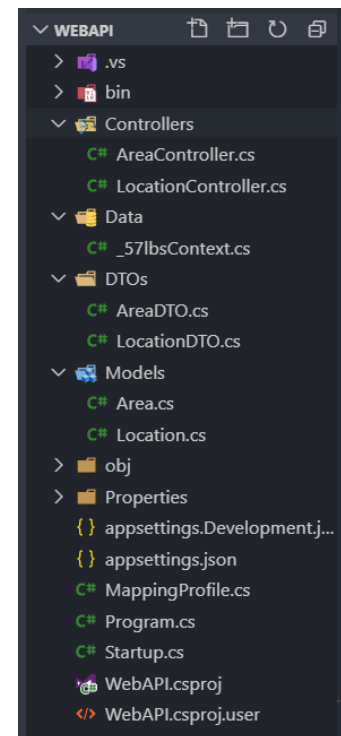 WEBAPI
.vs
bin
Controllers
C# AreaController.cs
C# LocationController.cs
Data
C# _57lbsContext.cs
DTOs
C# AreaDTO.cs
C# LocationDTO.cs
Models
C# Area.cs
C# Location.cs
obj
Properties
{ } appsettings.Development.j...
{ } appsettings.json
C# MappingProfile.cs
C# Program.cs
C# Startup.cs
WebAPI.csproj
WebAPI.csproj.user